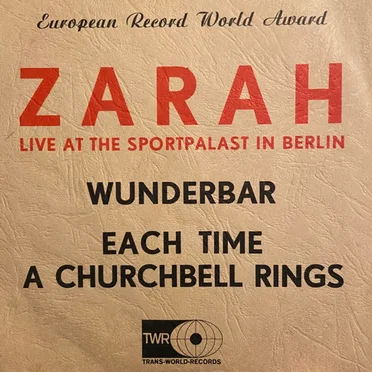 European Record World Award
ZARAH
LIVE AT THE SPORTPALAST IN BERLIN
WUNDERBAR
EACH TIME
A CHURCHBELL RINGS
TWR
TRANS-WORLD-RECORDS